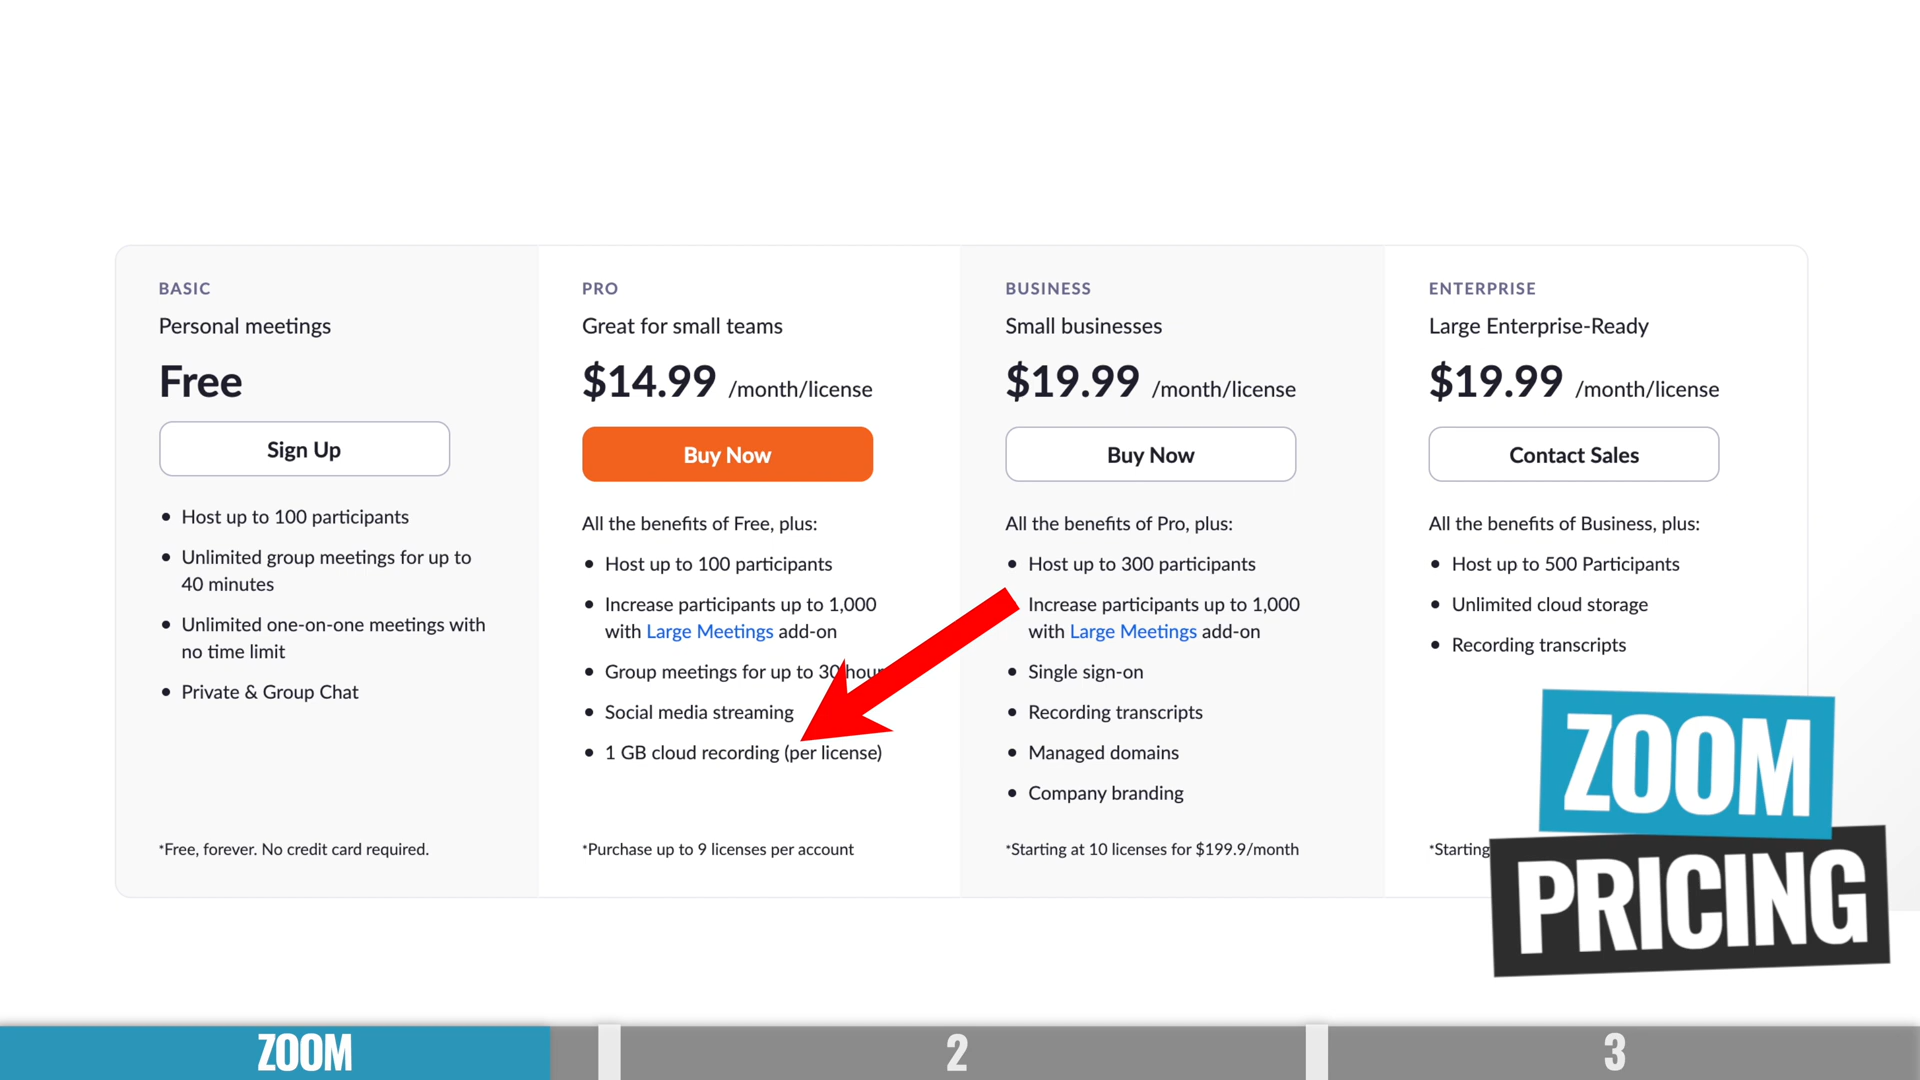 BASIC
Personal meetings
Free
Sign Up
Host up to 100 participants
Unlimited group meetings for up to
40 minutes
Unlimited one-on-one meetings with
no time limit
Private & Group Chat
*Free, forever. No credit card required.
PRO
Great for small teams
$14.99 /month/license
Buy Now
All the benefits of Free, plus:
Host up to 100 participants
Increase participants up to 1,000
with Large Meetings add-on
Group meetings for up to 30
Social media streaming
1 GB cloud recording (per license)
*Purchase up to 9 licenses per account
BUSINESS
Small businesses
$19.99 /month/license
Buy Now
All the benefits of Pro, plus:
Host up to 300 participants
Increase participants up to 1,000
with Large Meetings add-on
Single sign-on
Recording transcripts
Managed domains
Company branding
*Starting at 10 licenses for $199.9/month
ENTERPRISE
Large Enterprise-Ready
$19.99 /month/license
Contact Sales
All the benefits of Business, plus:
Host up to 500 Participants
Unlimited cloud storage
Recording transcripts
*Starting
ZOOM
PRICING
ZOOM
2
3